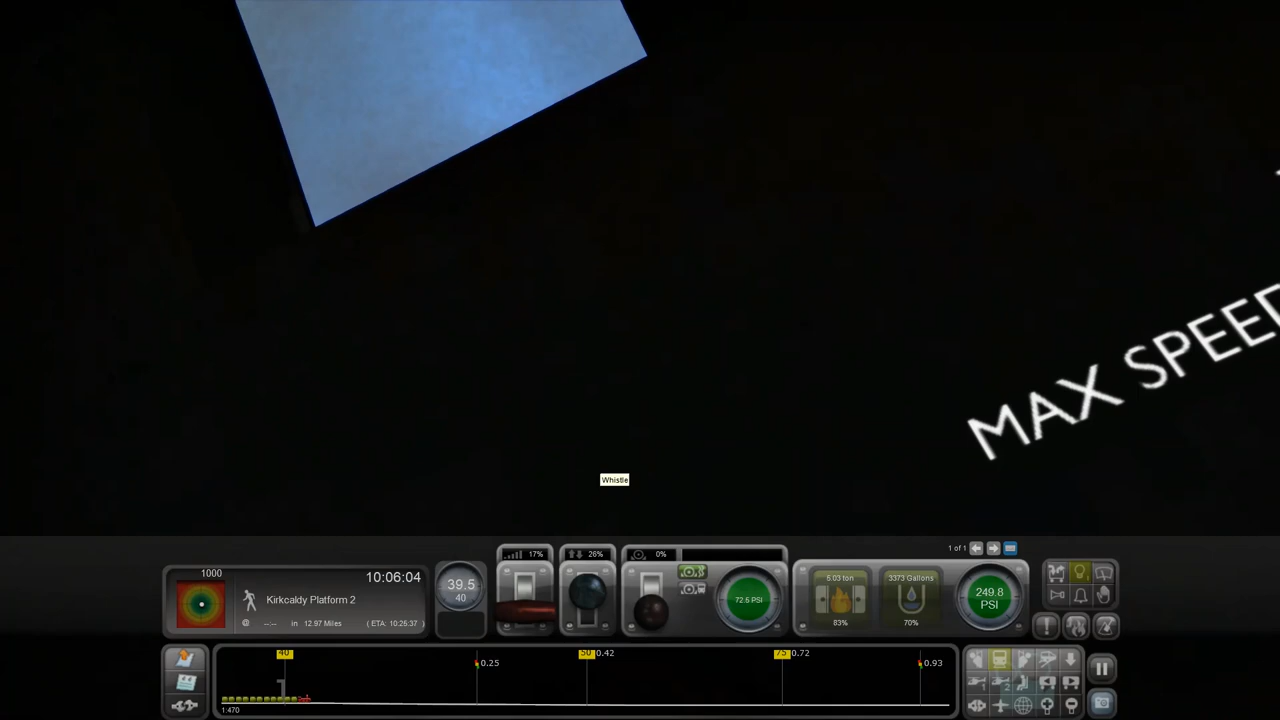 MAX SPEED
Whistle
1 of 1
17%
26%
0%
1000
10:06:04
Kirkcaldy Platform 2
@ --:-- in 12.97 Miles ( ETA: 10:25:37 )
39.5
40
72.5 PSI
5.03 ton
83%
3373 Gallons
70%
249.8
PSI
40
0.25
50 0.42
75 0.72
0.93
1:470